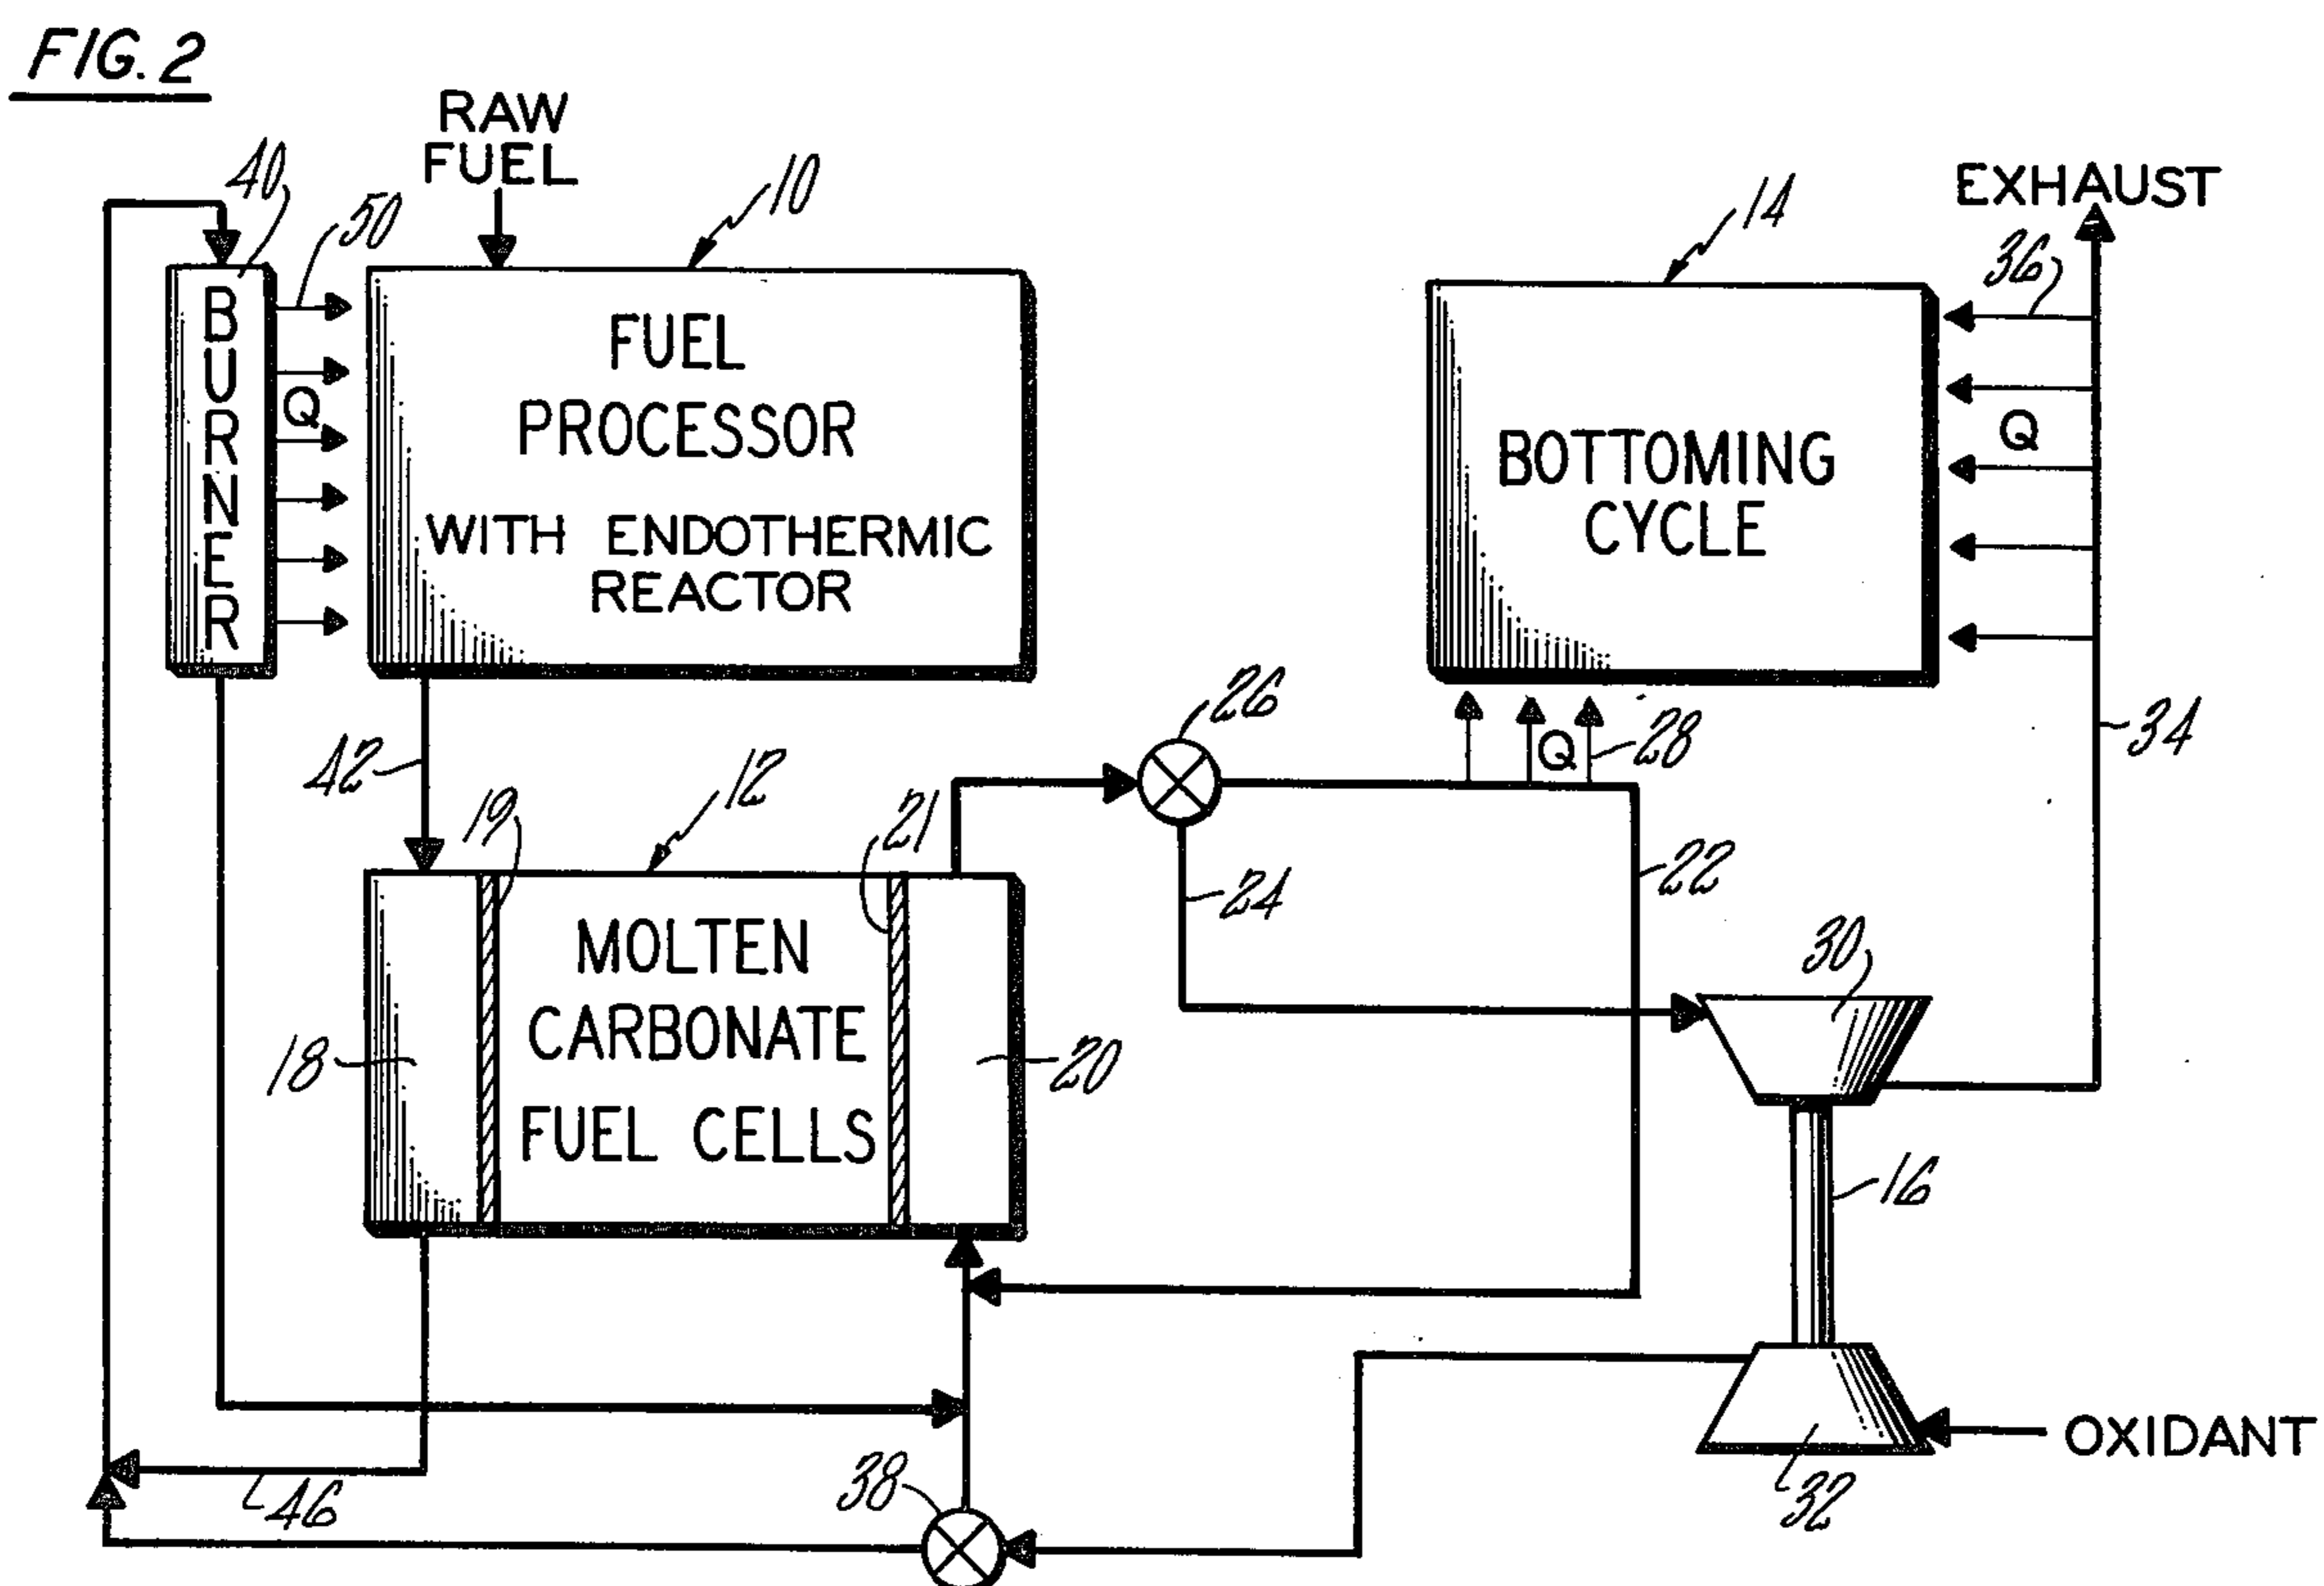 FIG. 2
RAW
FUEL
40
50
10
14
EXHAUST
36
BURNER
Q
FUEL
PROCESSOR
WITH ENDOTHERMIC
REACTOR
BOTTOMING
CYCLE
Q
26
Q
28
34
42
12
19
21
24
22
30
MOLTEN
CARBONATE
FUEL CELLS
18
20
16
46
38
32
OXIDANT